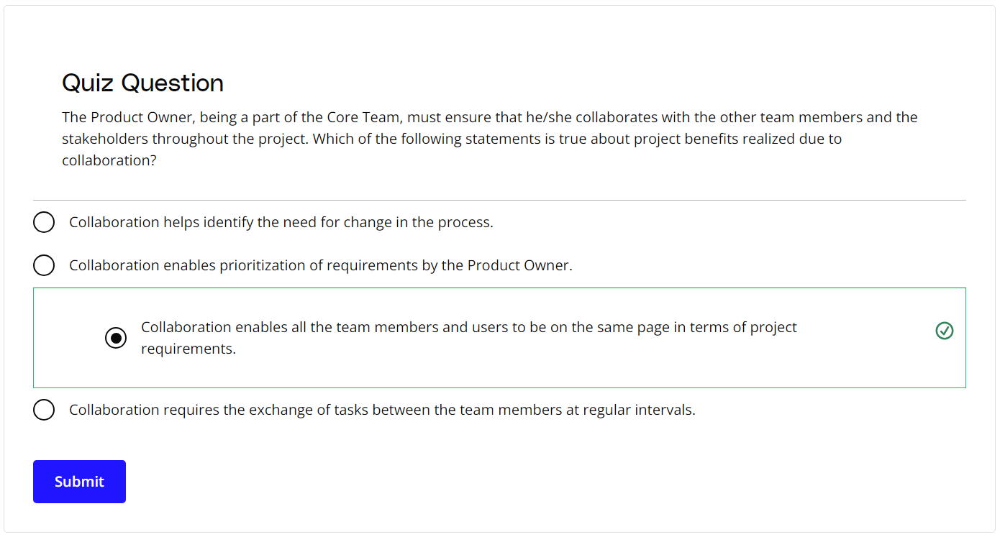 Quiz Question
The Product Owner, being a part of the Core Team, must ensure that he/she collaborates with the other team members and the
stakeholders throughout the project. Which of the following statements is true about project benefits realized due to
collaboration?
Collaboration helps identify the need for change in the process.
Collaboration enables prioritization of requirements by the Product Owner.
Collaboration enables all the team members and users to be on the same page in terms of project
requirements.
Collaboration requires the exchange of tasks between the team members at regular intervals.
Submit